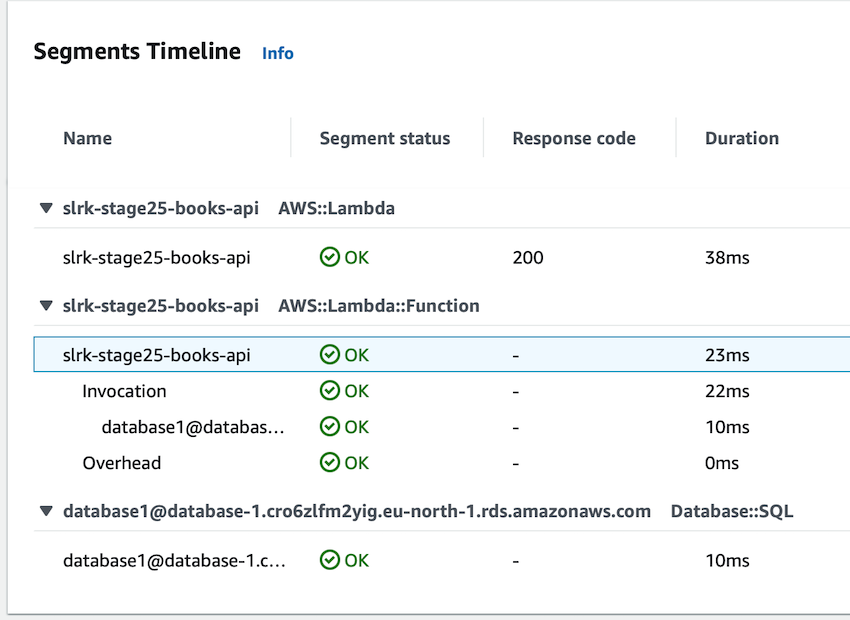 Segments Timeline Info
Name Segment status Response code Duration
slrk-stage25-books-api AWS::Lambda
slrk-stage25-books-api OK 200 38ms
slrk-stage25-books-api AWS::Lambda::Function
slrk-stage25-books-api OK - 23ms
Invocation OK - 22ms
database1@databas... OK - 10ms
Overhead OK - 0ms
database1@database-1.cro6zlfm2yig.eu-north-1.rds.amazonaws.com Database::SQL
database1@database-1.c... OK - 10ms